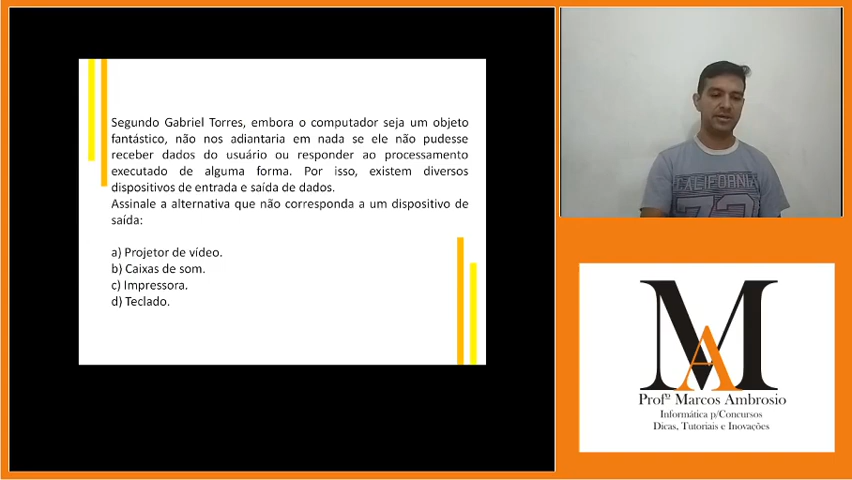 Segundo Gabriel Torres, embora o computador seja um objeto
fantástico, não nos adiantaria em nada se ele não pudesse
receber dados do usuário ou responder ao processamento
executado de alguma forma. Por isso, existem diversos
dispositivos de entrada e saída de dados.
Assinale a alternativa que não corresponda a um dispositivo de
saída:
a) Projetor de vídeo.
b) Caixas de som.
c) Impressora.
d) Teclado.
CALIFORNIA
MA
Profº Marcos Ambrosio
Informática p/Concursos
Dicas, Tutoriais e Inovações